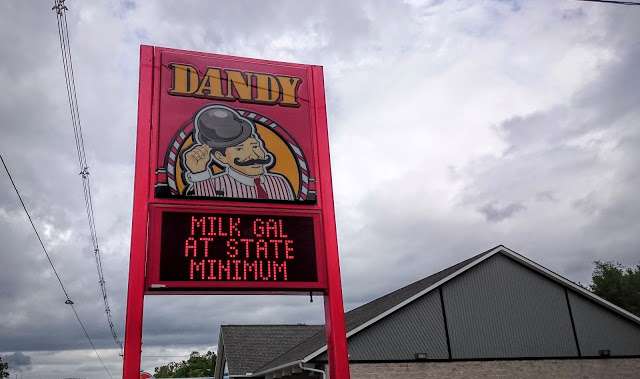 DANDY
MILK GAL
AT STATE
MINIMUM